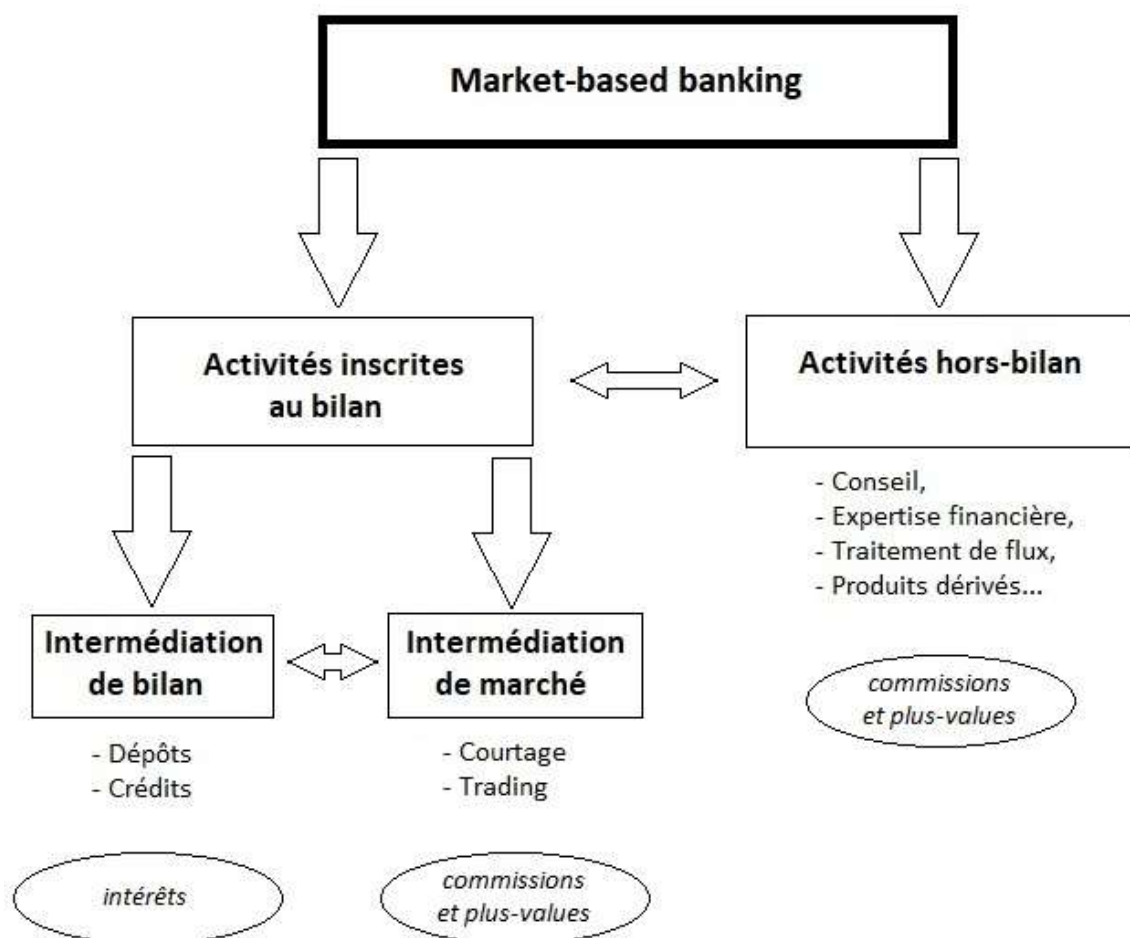 Market-based banking
Activités inscrites
au bilan
Activités hors-bilan
- Conseil,
- Expertise financière,
- Traitement de flux,
- Produits dérivés...
commissions
et plus-values
Intermédiation
de bilan
- Dépôts
- Crédits
intérêts
Intermédiation
de marché
- Courtage
- Trading
commissions
et plus-values